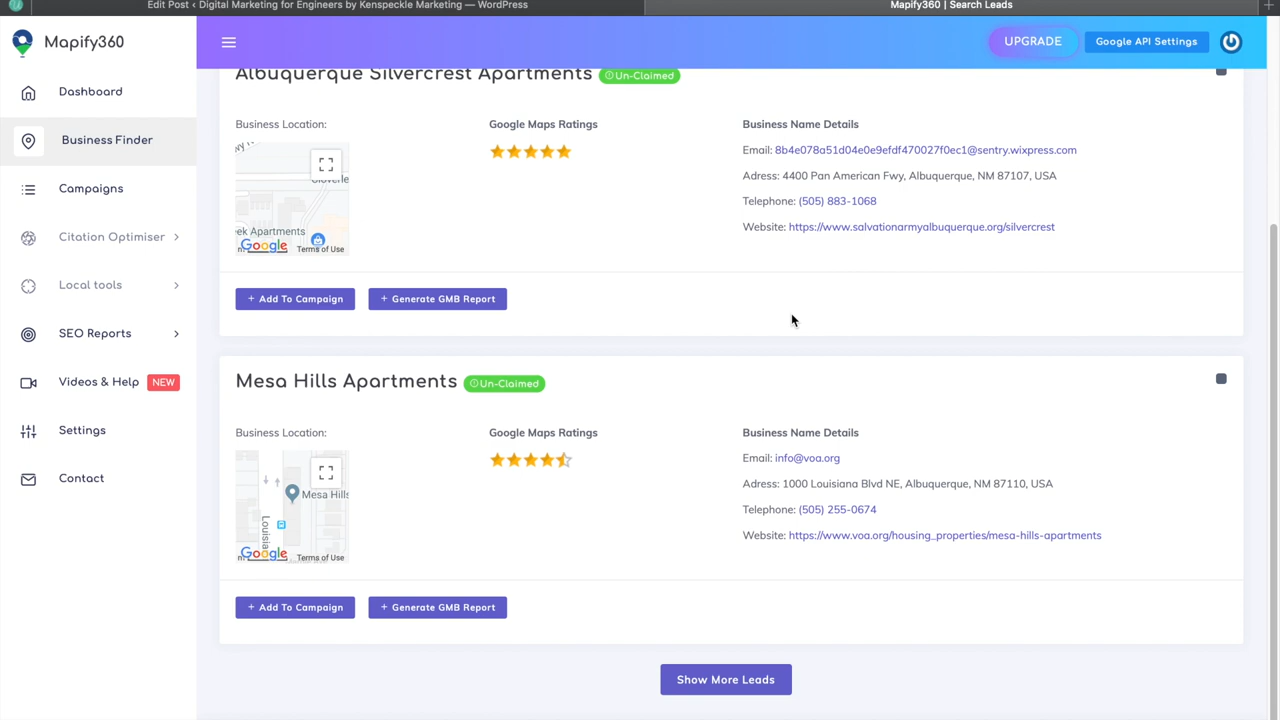 Edit Post ‹ Digital Marketing for Engineers by Kenspeckle Marketing — WordPress
Mapify360 | Search Leads
Mapify360
UPGRADE
Google API Settings
Dashboard
Business Finder
Campaigns
Citation Optimiser
Local tools
SEO Reports
Videos & Help NEW
Settings
Contact
Albuquerque Silvercrest Apartments Un-Claimed
Business Location:
Google Maps Ratings
Business Name Details
Email: 8b4e078a51d04e0e9efdf470027f0ec1@sentry.wixpress.com
Adress: 4400 Pan American Fwy, Albuquerque, NM 87107, USA
Telephone: (505) 883-1068
Website: https://www.salvationarmyalbuquerque.org/silvercrest
ek Apartments
Google
Terms of Use
+ Add To Campaign
+ Generate GMB Report
Mesa Hills Apartments Un-Claimed
Business Location:
Google Maps Ratings
Business Name Details
Email: info@voa.org
Adress: 1000 Louisiana Blvd NE, Albuquerque, NM 87110, USA
Telephone: (505) 255-0674
Website: https://www.voa.org/housing_properties/mesa-hills-apartments
Mesa Hills
Louisia
Google
Terms of Use
+ Add To Campaign
+ Generate GMB Report
Show More Leads